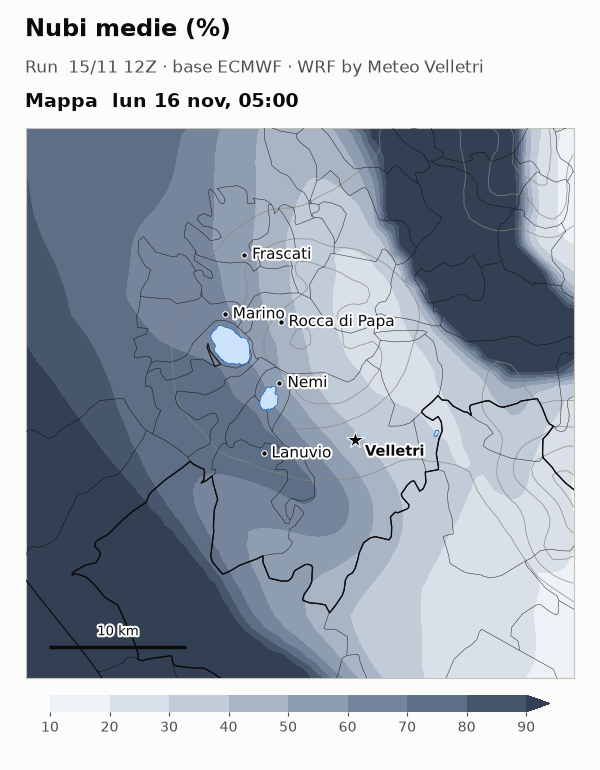 Nubi medie (%)
Run  15/11 12Z · base ECMWF · WRF by Meteo Velletri
Mappa  lun 16 nov, 05:00
Frascati
Marino
Rocca di Papa
Nemi
Velletri
Lanuvio
10 km
10 20 30 40 50 60 70 80 90